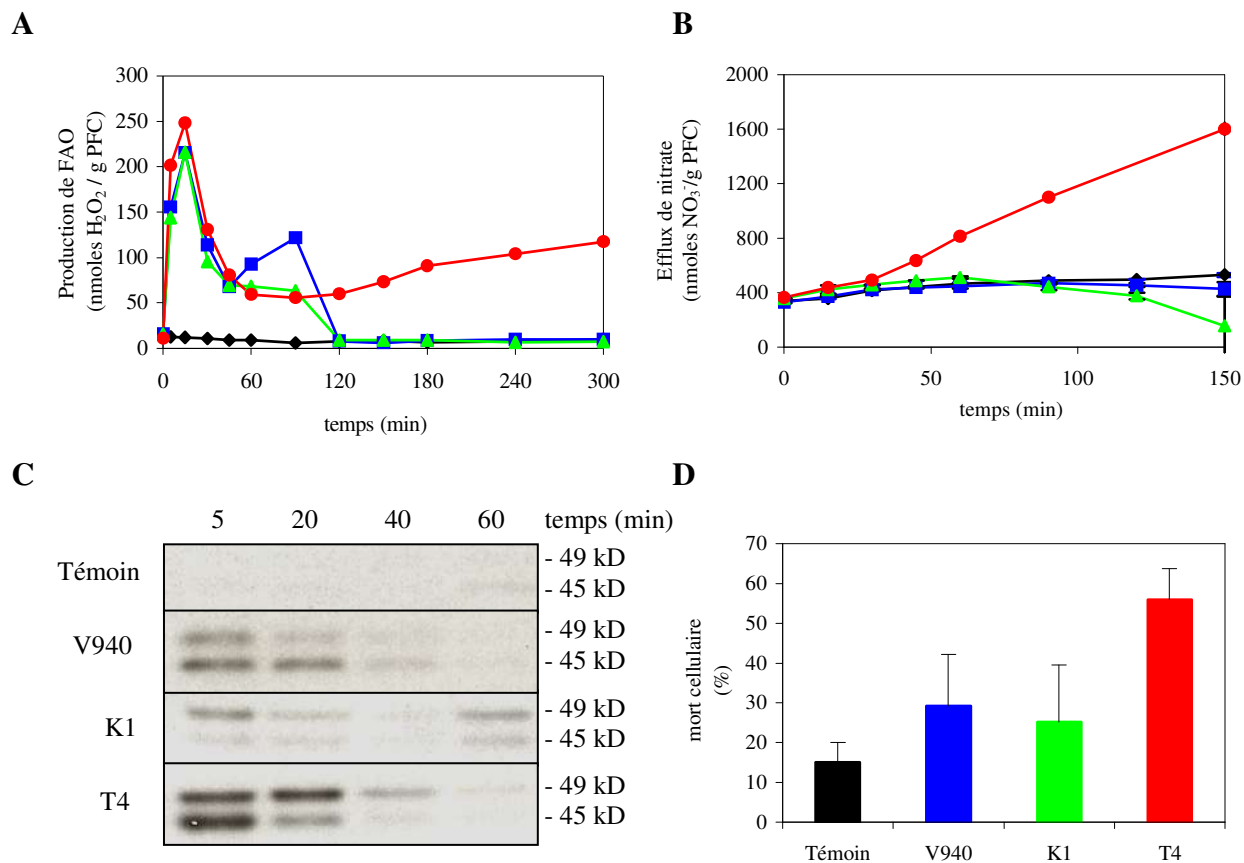 A
Production de FAO
(nmoles H₂O₂ / g PFC)
300
250
200
150
100
50
0
0 60 120 180 240 300
temps (min)
B
Efflux de nitrate
(nmoles NO₃⁻/g PFC)
2000
1600
1200
800
400
0
0 50 100 150
temps (min)
C
5 20 40 60 temps (min)
Témoin
- 49 kD
- 45 kD
V940
- 49 kD
- 45 kD
K1
- 49 kD
- 45 kD
T4
- 49 kD
- 45 kD
D
mort cellulaire
(%)
70
60
50
40
30
20
10
0
Témoin V940 K1 T4